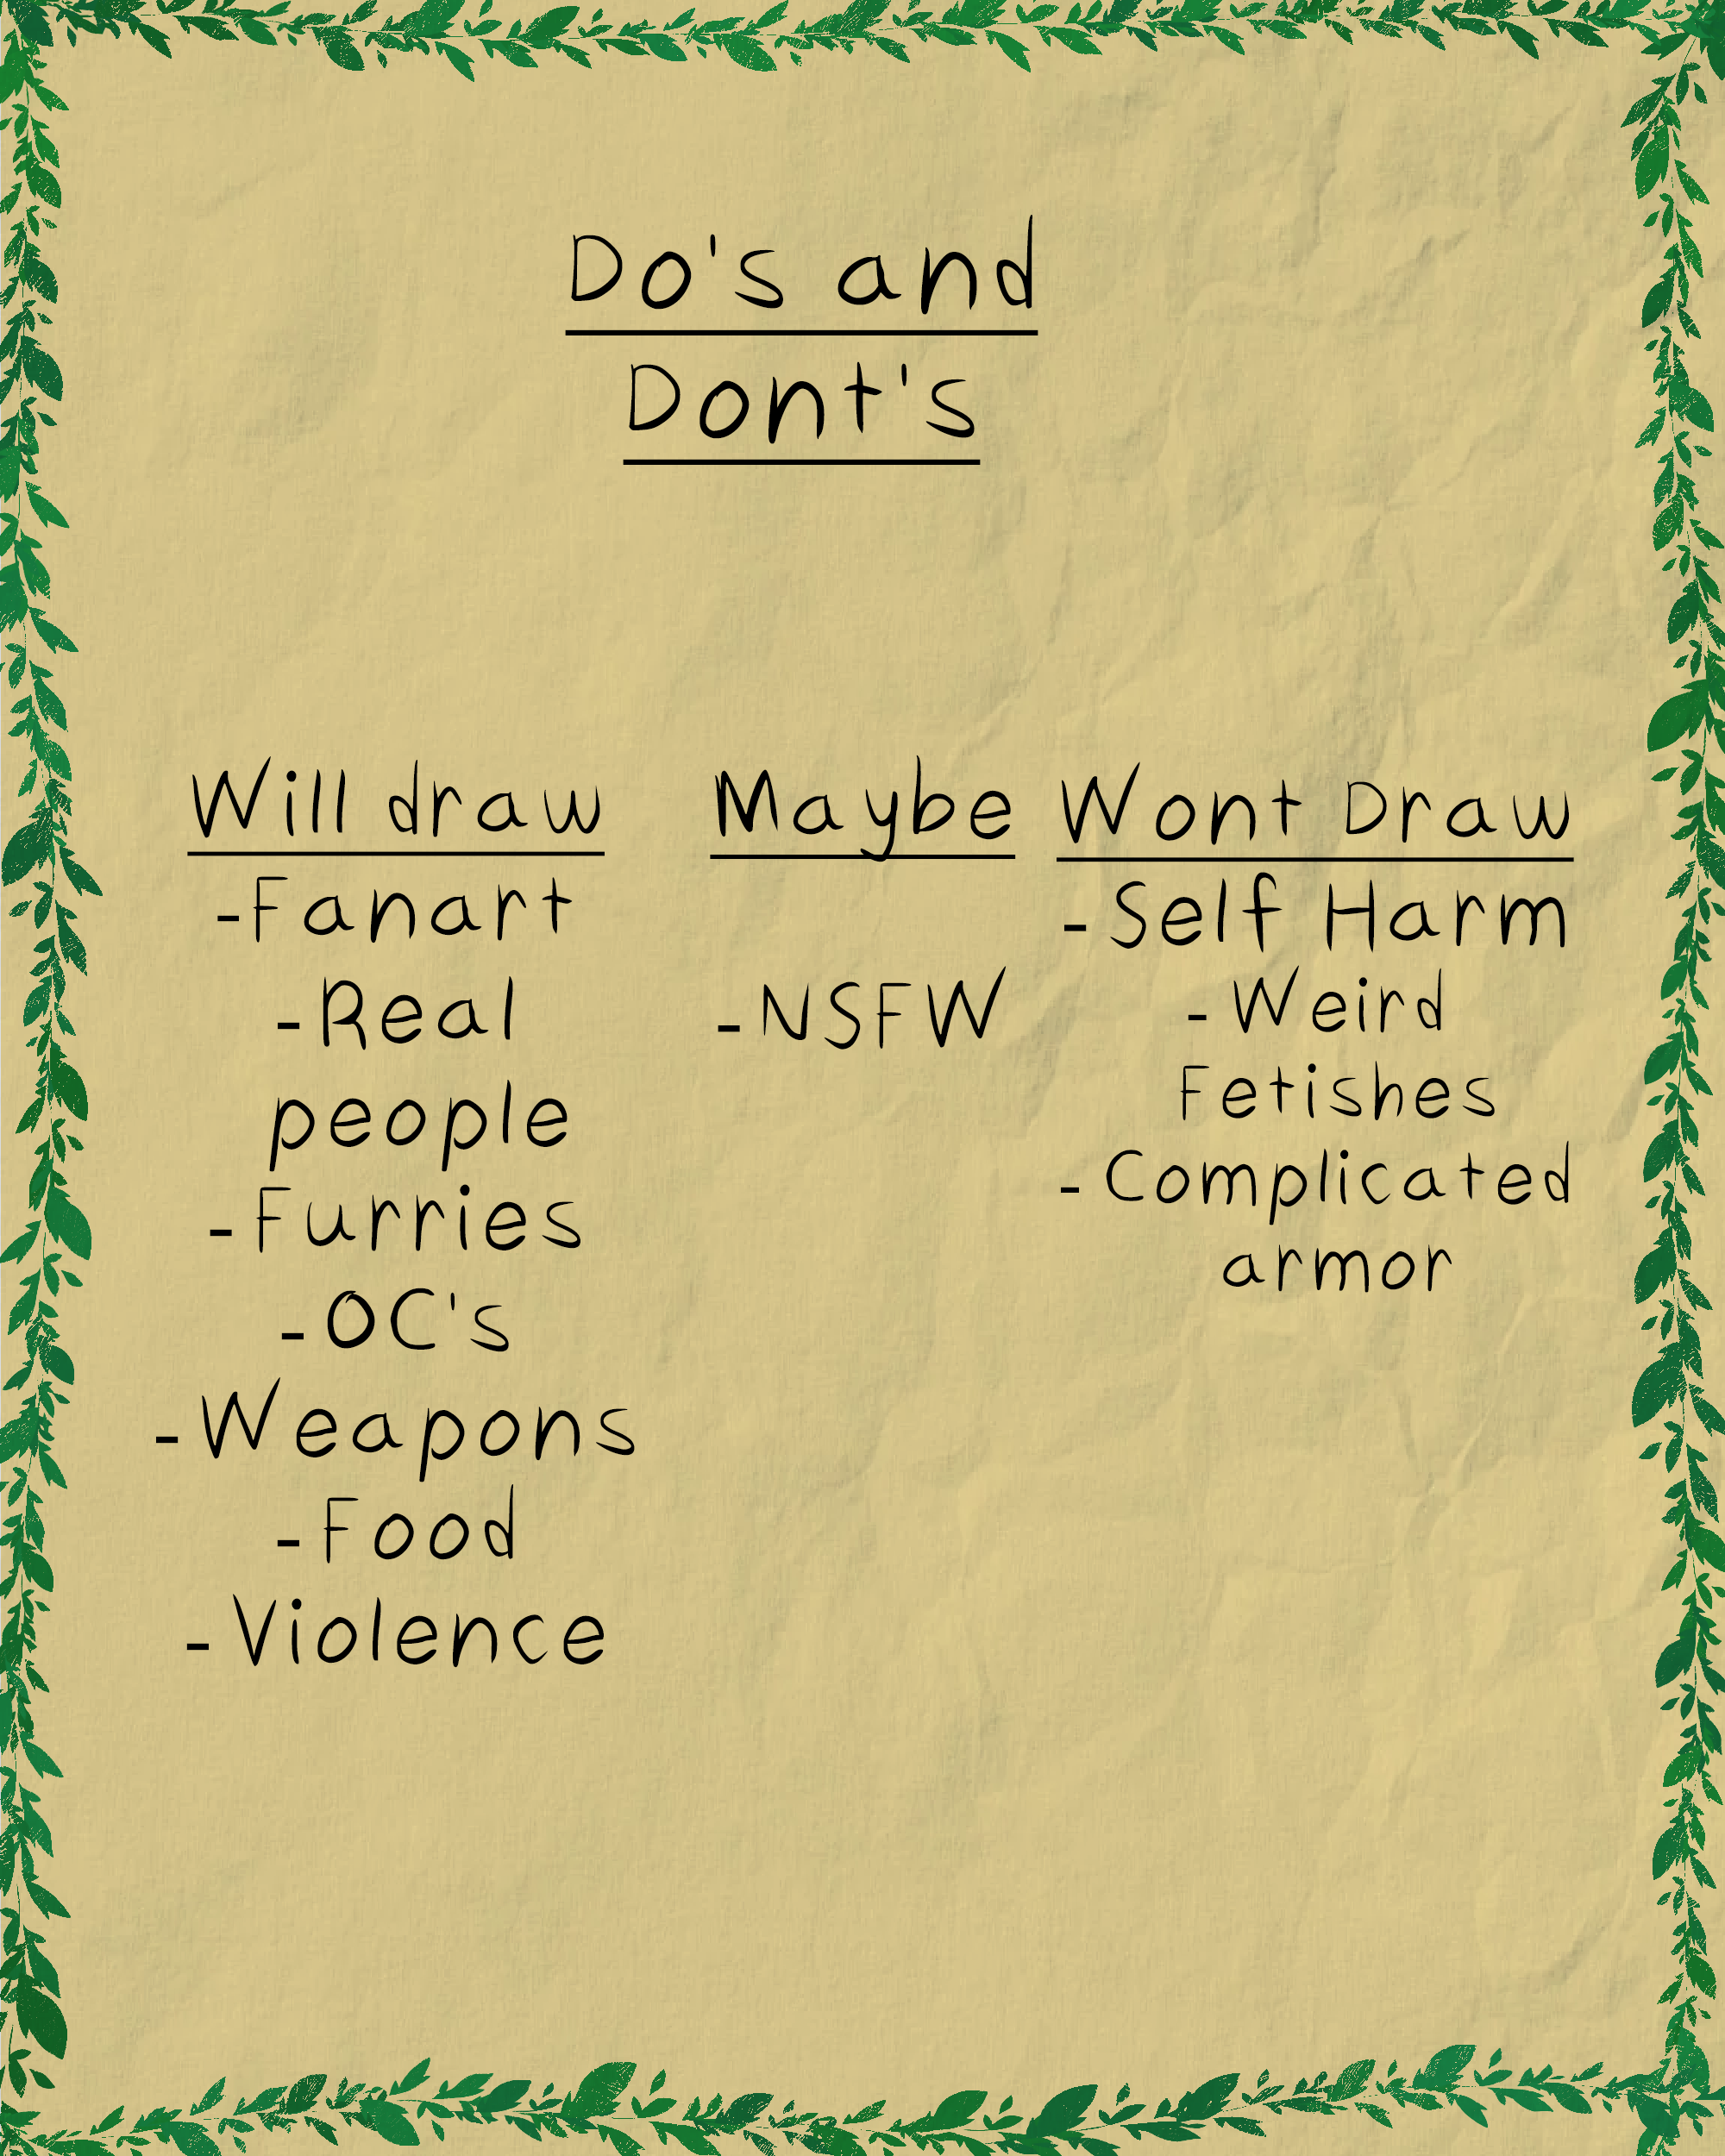 Do's and
Dont's
Will draw
-Fanart
-Real
people
-Furries
-OC's
-Weapons
-Food
-Violence
Maybe
-NSFW
Wont Draw
- Self Harm
- Weird
Fetishes
- Complicated
armor